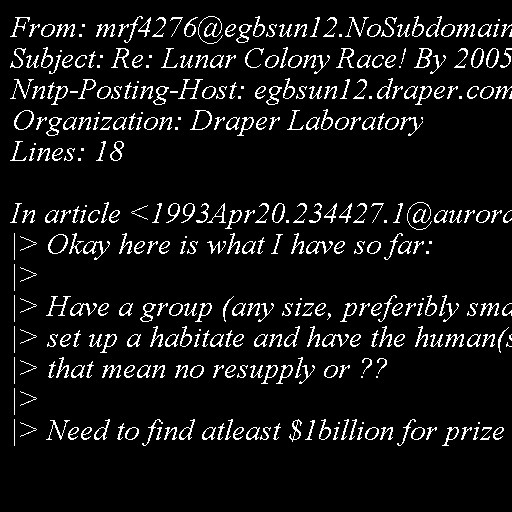 From: mrf4276@egbsun12.NoSubdomain
Subject: Re: Lunar Colony Race! By 2005
Nntp-Posting-Host: egbsun12.draper.com
Organization: Draper Laboratory
Lines: 18
In article <1993Apr20.234427.1@aurora
|> Okay here is what I have so far:
|>
|> Have a group (any size, preferibly sma
|> set up a habitate and have the human(s
|> that mean no resupply or ??
|>
|> Need to find atleast $1billion for prize